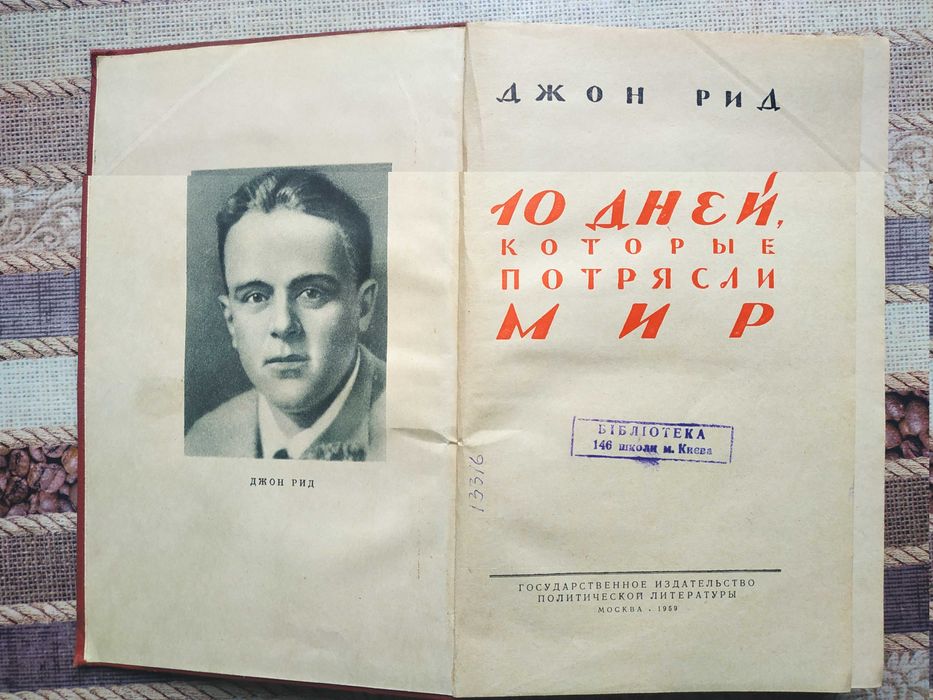 ДЖОН РИД
ДЖОН РИД
10 ДНЕЙ,
КОТОРЫЕ
ПОТРЯСЛИ
МИР
БІБЛІОТЕКА
146 школи м. Києва
13316
ГОСУДАРСТВЕННОЕ ИЗДАТЕЛЬСТВО
ПОЛИТИЧЕСКОЙ ЛИТЕРАТУРЫ
МОСКВА • 1959